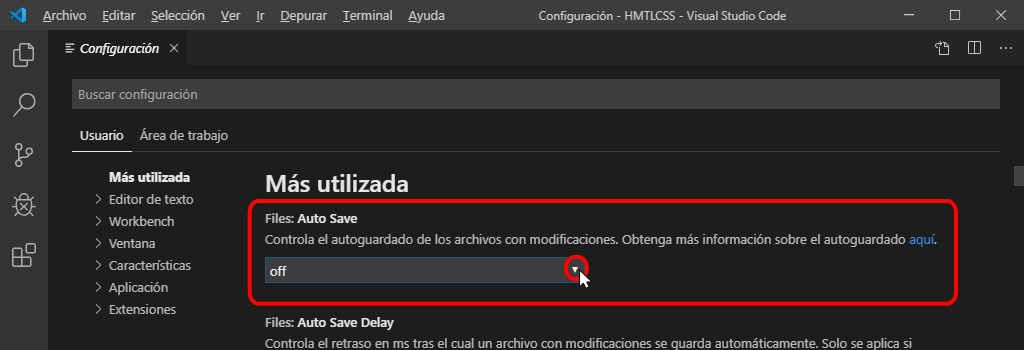 Archivo Editar Selección Ver Ir Depurar Terminal Ayuda Configuración - HMTLCSS - Visual Studio Code
Configuración
Buscar configuración
Usuario Área de trabajo
Más utilizada
Editor de texto
Workbench
Ventana
Características
Aplicación
Extensiones
Más utilizada
Files: Auto Save
Controla el autoguardado de los archivos con modificaciones. Obtenga más información sobre el autoguardado aquí.
off
Files: Auto Save Delay
Controla el retraso en ms tras el cual un archivo con modificaciones se guarda automáticamente. Solo se aplica si